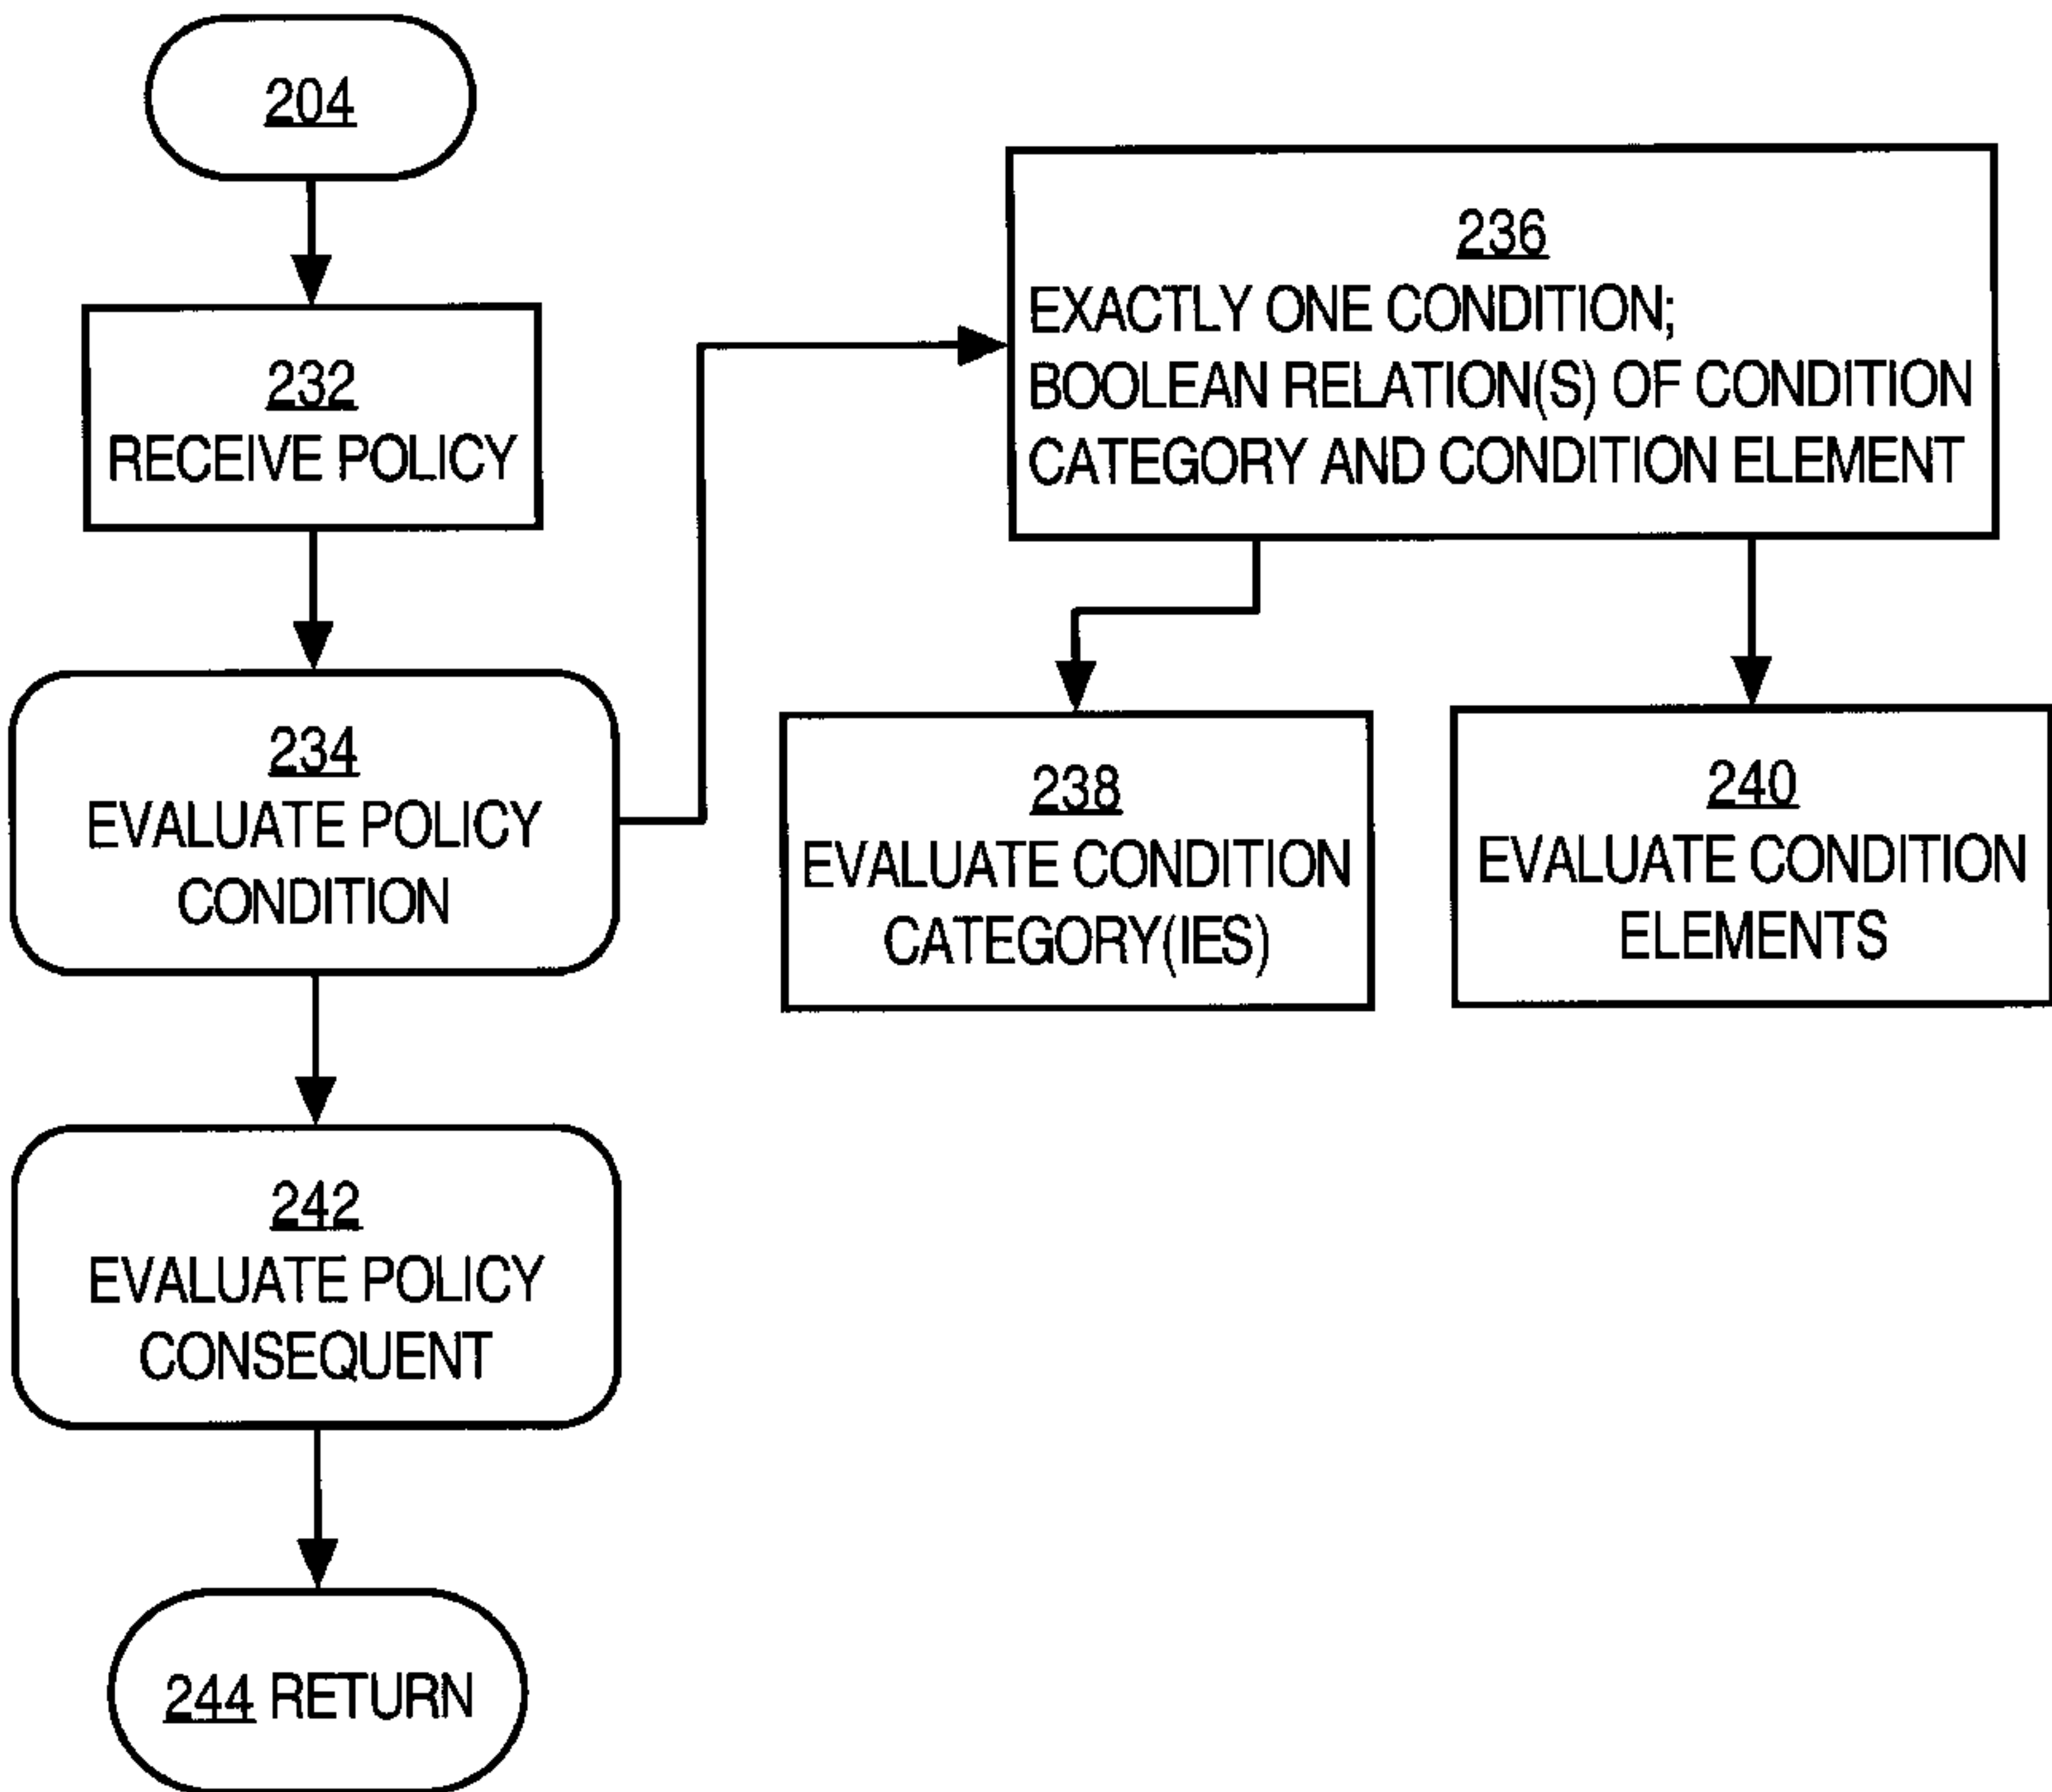 204
232
RECEIVE POLICY
234
EVALUATE POLICY
CONDITION
242
EVALUATE POLICY
CONSEQUENT
244 RETURN
236
EXACTLY ONE CONDITION;
BOOLEAN RELATION(S) OF CONDITION
CATEGORY AND CONDITION ELEMENT
238
EVALUATE CONDITION
CATEGORY(IES)
240
EVALUATE CONDITION
ELEMENTS